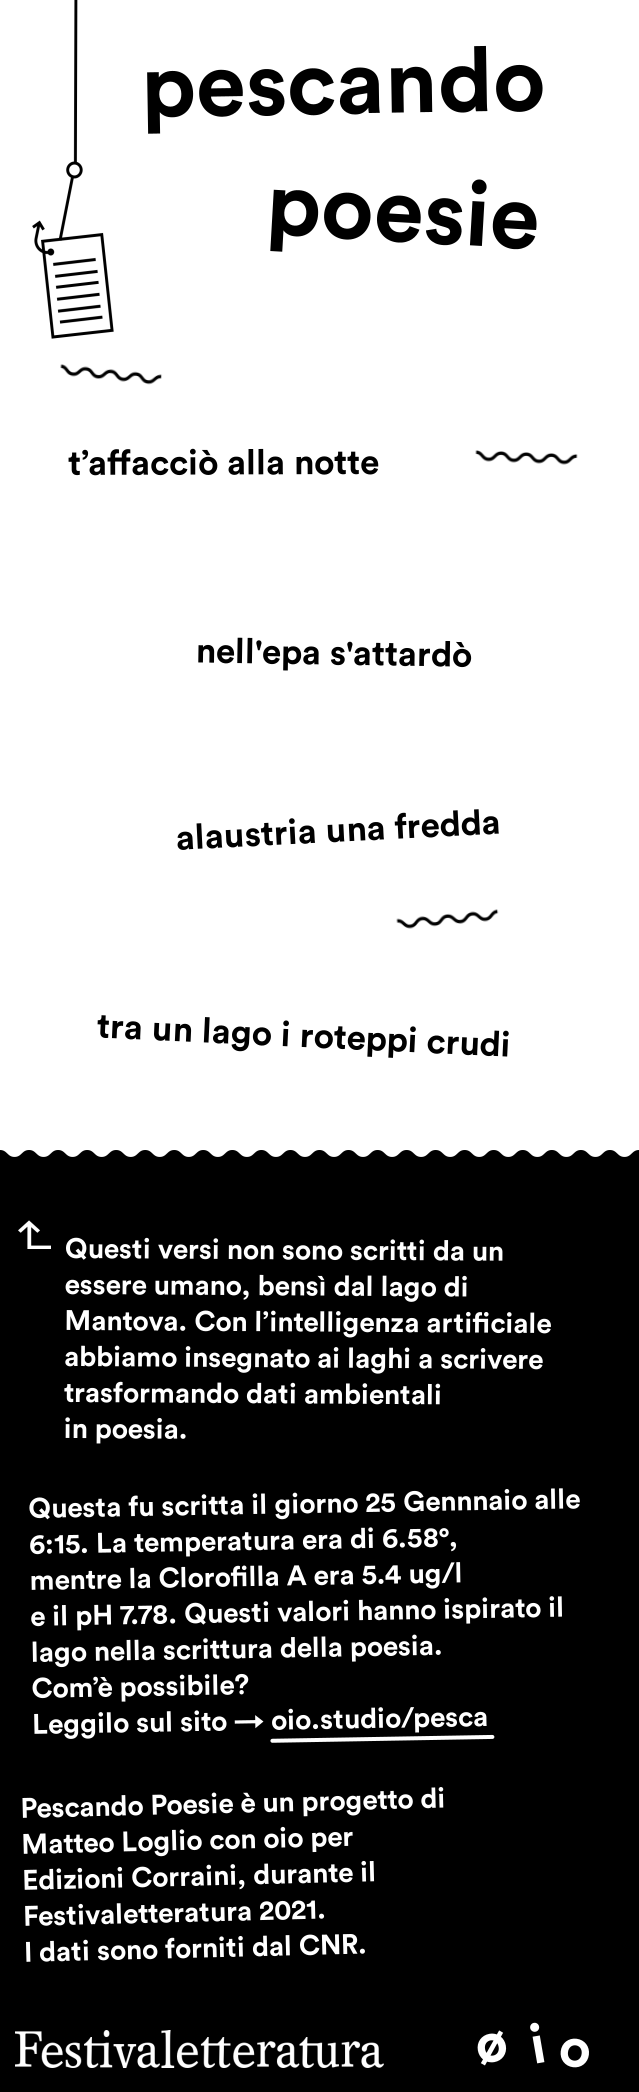 pescando
poesie
t’affacciò alla notte
nell'epa s'attardò
alaustria una fredda
tra un lago i roteppi crudi
Questi versi non sono scritti da un
essere umano, bensì dal lago di
Mantova. Con l’intelligenza artificiale
abbiamo insegnato ai laghi a scrivere
trasformando dati ambientali
in poesia.
Questa fu scritta il giorno 25 Gennnaio alle
6:15. La temperatura era di 6.58°,
mentre la Clorofilla A era 5.4 ug/l
e il pH 7.78. Questi valori hanno ispirato il
lago nella scrittura della poesia.
Com’è possibile?
Leggilo sul sito → oio.studio/pesca
Pescando Poesie è un progetto di
Matteo Loglio con oio per
Edizioni Corraini, durante il
Festivaletteratura 2021.
I dati sono forniti dal CNR.
Festivaletteratura øio